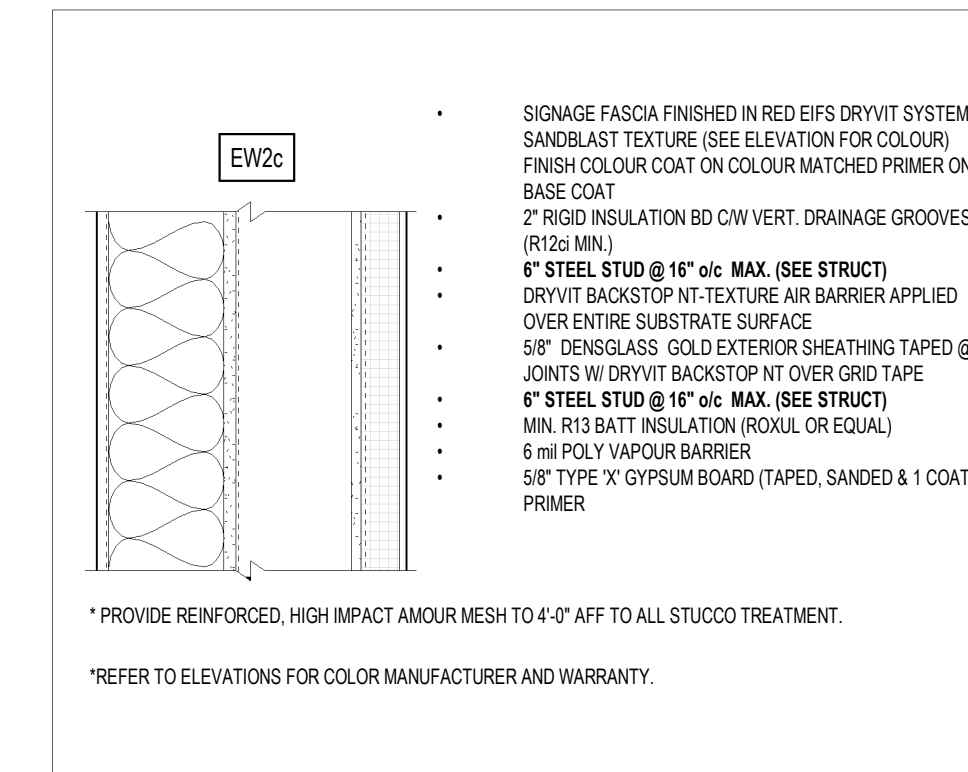 EW2c
• SIGNAGE FASCIA FINISHED IN RED EIFS DRYVIT SYSTEM
SANDBLAST TEXTURE (SEE ELEVATION FOR COLOUR)
FINISH COLOUR COAT ON COLOUR MATCHED PRIMER ON
BASE COAT
• 2" RIGID INSULATION BD C/W VERT. DRAINAGE GROOVES
(R12ci MIN.)
• 6" STEEL STUD @ 16" o/c MAX. (SEE STRUCT)
• DRYVIT BACKSTOP NT-TEXTURE AIR BARRIER APPLIED
OVER ENTIRE SUBSTRATE SURFACE
• 5/8" DENSGLASS GOLD EXTERIOR SHEATHING TAPED @
JOINTS W/ DRYVIT BACKSTOP NT OVER GRID TAPE
• 6" STEEL STUD @ 16" o/c MAX. (SEE STRUCT)
• MIN. R13 BATT INSULATION (ROXUL OR EQUAL)
• 6 mil POLY VAPOUR BARRIER
• 5/8" TYPE 'X' GYPSUM BOARD (TAPED, SANDED & 1 COAT
PRIMER
* PROVIDE REINFORCED, HIGH IMPACT AMOUR MESH TO 4'-0" AFF TO ALL STUCCO TREATMENT.
*REFER TO ELEVATIONS FOR COLOR MANUFACTURER AND WARRANTY.